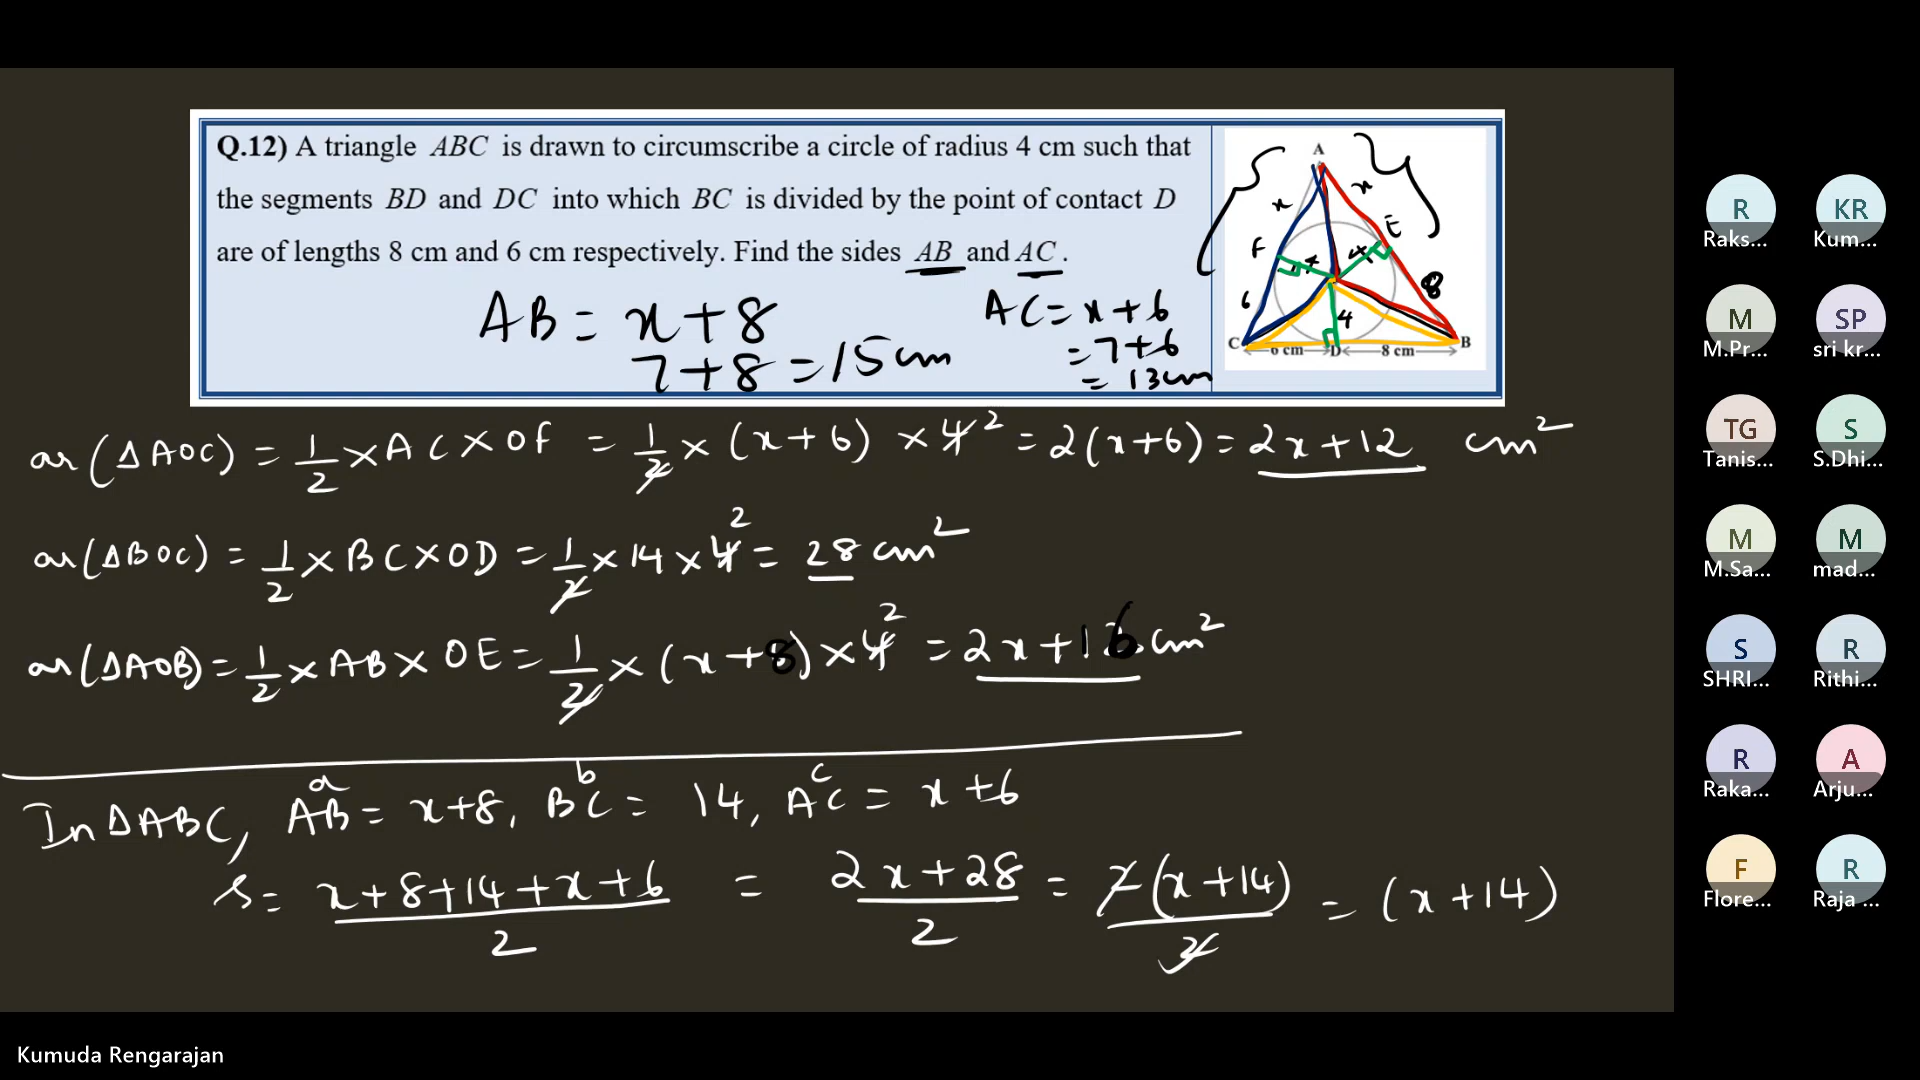 Q.12) A triangle ABC is drawn to circumscribe a circle of radius 4 cm such that
the segments BD and DC into which BC is divided by the point of contact D
are of lengths 8 cm and 6 cm respectively. Find the sides AB and AC.
AB = x+8
7+8 = 15 cm
AC = x+6
= 7+6
= 13cm
A
x
x
F
E
4
4
6
8
4
C
6 cm
D
8 cm
B
ar(ΔAOC) = 1/2 × AC × OF = 1/2 × (x+6) × 4 2 = 2(x+6) = 2x+12 cm²
ar(ΔBOC) = 1/2 × BC × OD = 1/2 × 14 × 4 2 = 28 cm²
ar(ΔAOB) = 1/2 × AB × OE = 1/2 × (x+8) × 4 2 = 2x+16 cm²
a b c
In ΔABC, AB = x+8, BC = 14, AC = x+6
s = x+8+14+x+6/2 = 2x+28/2 = 2(x+14)/2 = (x+14)
R KR
Raks... Kum...
M SP
M.Pr... sri kr...
TG S
Tanis... S.Dhi...
M M
M.Sa... mad...
S R
SHRI... Rithi...
R A
Raka... Arju...
F R
Flore... Raja ...
Kumuda Rengarajan